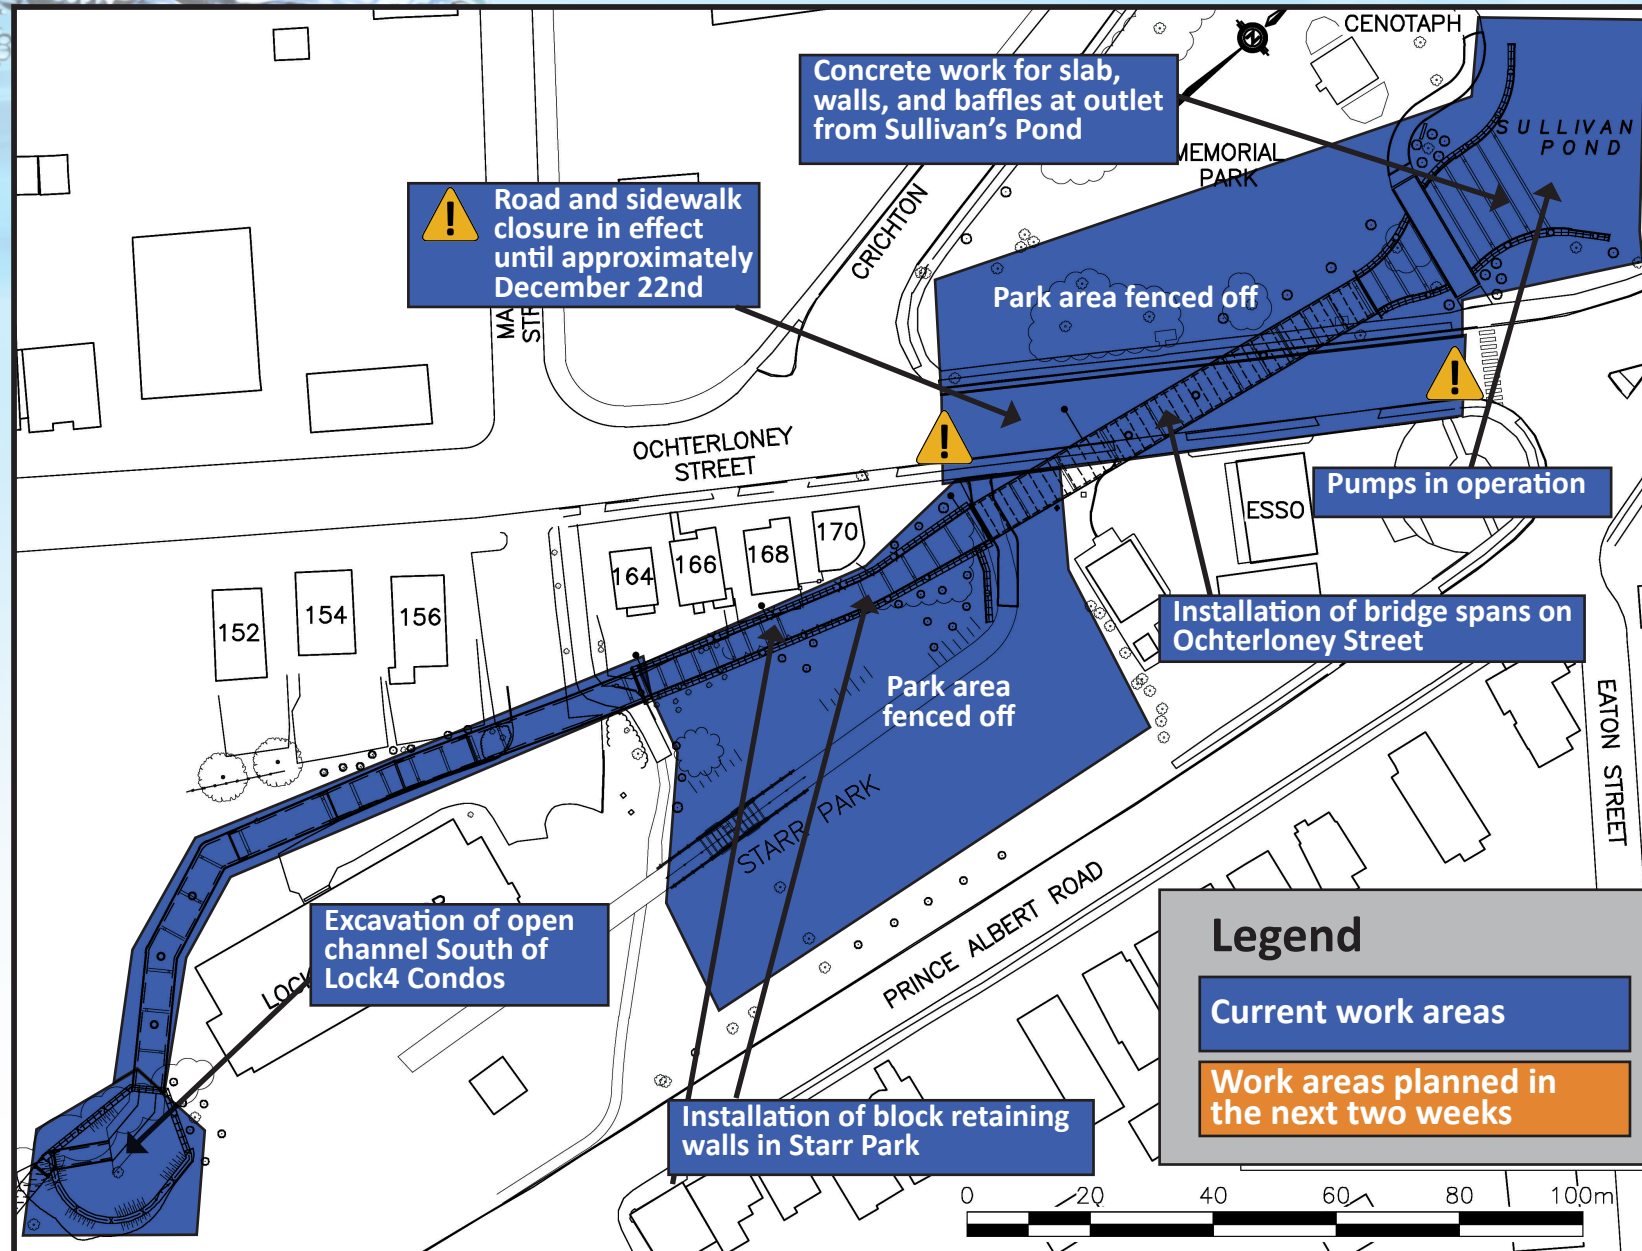 CENOTAPH
N
Concrete work for slab,
walls, and baffles at outlet
from Sullivan's Pond
SULLIVAN
POND
MEMORIAL
PARK
! Road and sidewalk
closure in effect
until approximately
December 22nd
CRICHTON
MA
STR
Park area fenced off
!
!
OCHTERLONEY
STREET
Pumps in operation
ESSO
170
168
166
164
156
154
152
Installation of bridge spans on
Ochterloney Street
Park area
fenced off
EATON STREET
STARR PARK
PRINCE ALBERT ROAD
Excavation of open
channel South of
Lock4 Condos
LOC
Installation of block retaining
walls in Starr Park
Legend
Current work areas
Work areas planned in
the next two weeks
0 20 40 60 80 100m